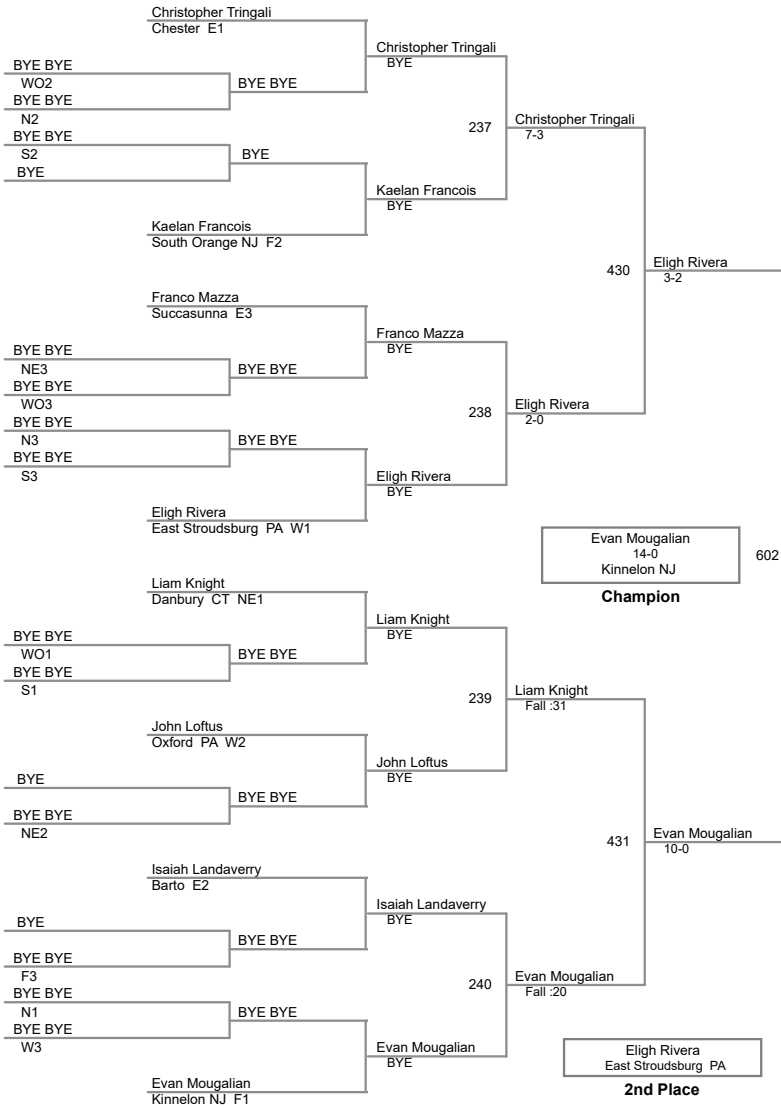 Christopher Tringali
Chester E1
Christopher Tringali
BYE
BYE BYE
WO2
BYE BYE
BYE BYE
N2
237
Christopher Tringali
7-3
BYE BYE
S2
BYE
BYE
Kaelan Francois
BYE
Kaelan Francois
South Orange NJ F2
430
Eligh Rivera
3-2
Franco Mazza
Succasunna E3
Franco Mazza
BYE
BYE BYE
NE3
BYE BYE
BYE BYE
WO3
238
Eligh Rivera
2-0
BYE BYE
N3
BYE BYE
BYE BYE
S3
Eligh Rivera
BYE
Eligh Rivera
East Stroudsburg PA W1
Evan Mougalian
14-0
Kinnelon NJ
602
Champion
Liam Knight
Danbury CT NE1
Liam Knight
BYE
BYE BYE
WO1
BYE BYE
BYE BYE
S1
239
Liam Knight
Fall :31
John Loftus
Oxford PA W2
John Loftus
BYE
BYE
BYE BYE
BYE BYE
NE2
431
Evan Mougalian
10-0
Isaiah Landaverry
Barto E2
Isaiah Landaverry
BYE
BYE
BYE BYE
BYE BYE
F3
240
Evan Mougalian
Fall :20
BYE BYE
N1
BYE BYE
BYE BYE
W3
Evan Mougalian
BYE
Evan Mougalian
Kinnelon NJ F1
Eligh Rivera
East Stroudsburg PA
2nd Place